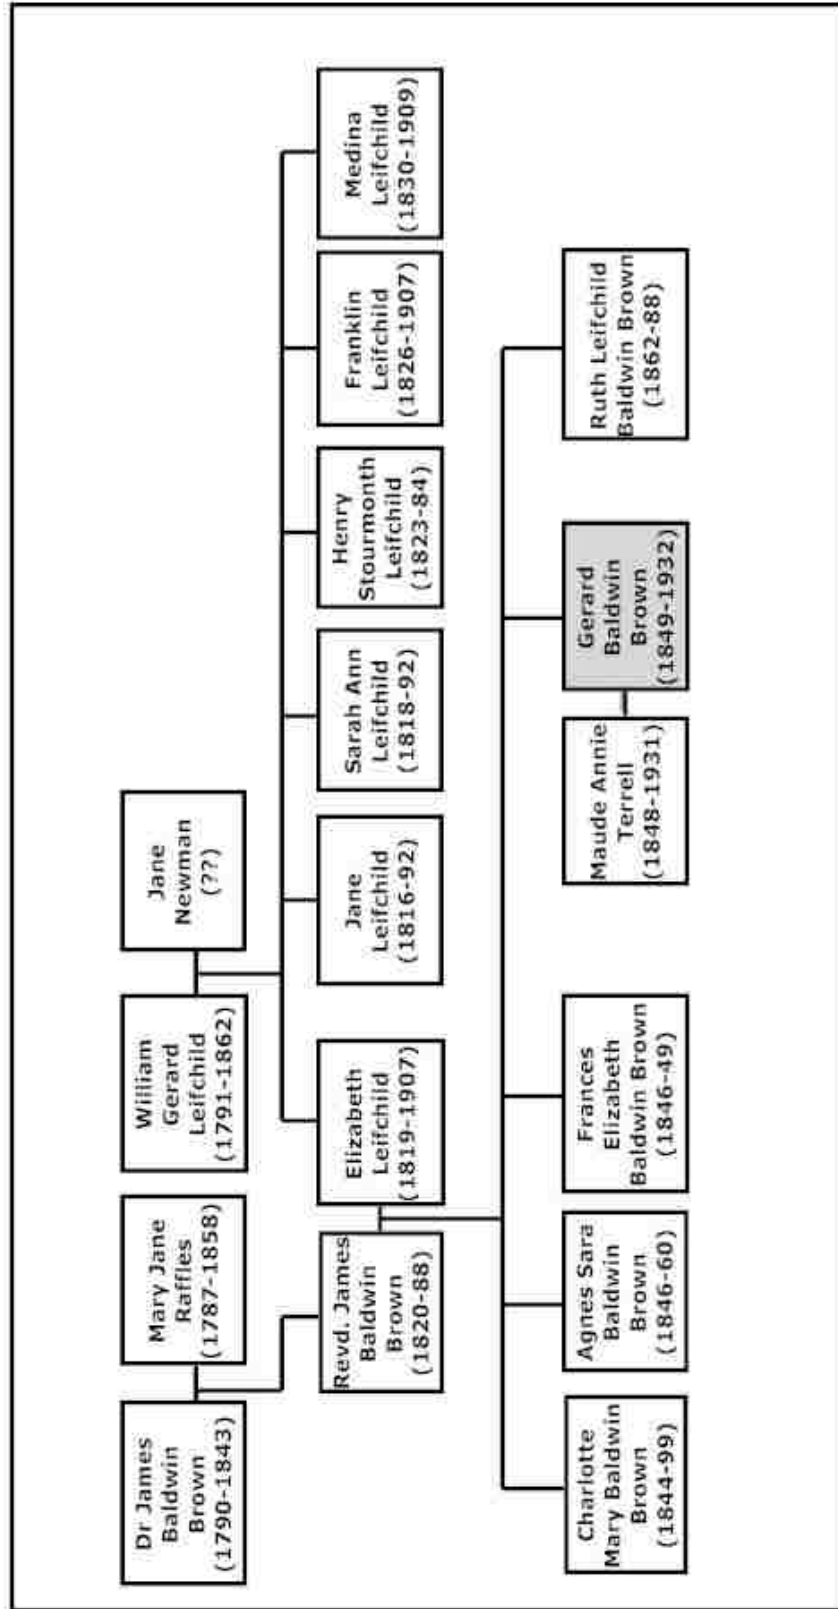 Dr James
Baldwin
Brown
(1790-1843)
Mary Jane
Raffles
(1787-1858)
William
Gerard
Leifchild
(1791-1862)
Jane
Newman
(??)
Revd. James
Baldwin
Brown
(1820-88)
Elizabeth
Leifchild
(1819-1907)
Jane
Leifchild
(1816-92)
Sarah Ann
Leifchild
(1818-92)
Henry
Stourmonth
Leifchild
(1823-84)
Franklin
Leifchild
(1826-1907)
Medina
Leifchild
(1830-1909)
Charlotte
Mary Baldwin
Brown
(1844-99)
Agnes Sara
Baldwin
Brown
(1846-60)
Frances
Elizabeth
Baldwin Brown
(1846-49)
Maude Annie
Terrell
(1848-1931)
Gerard
Baldwin
Brown
(1849-1932)
Ruth Leifchild
Baldwin Brown
(1862-88)